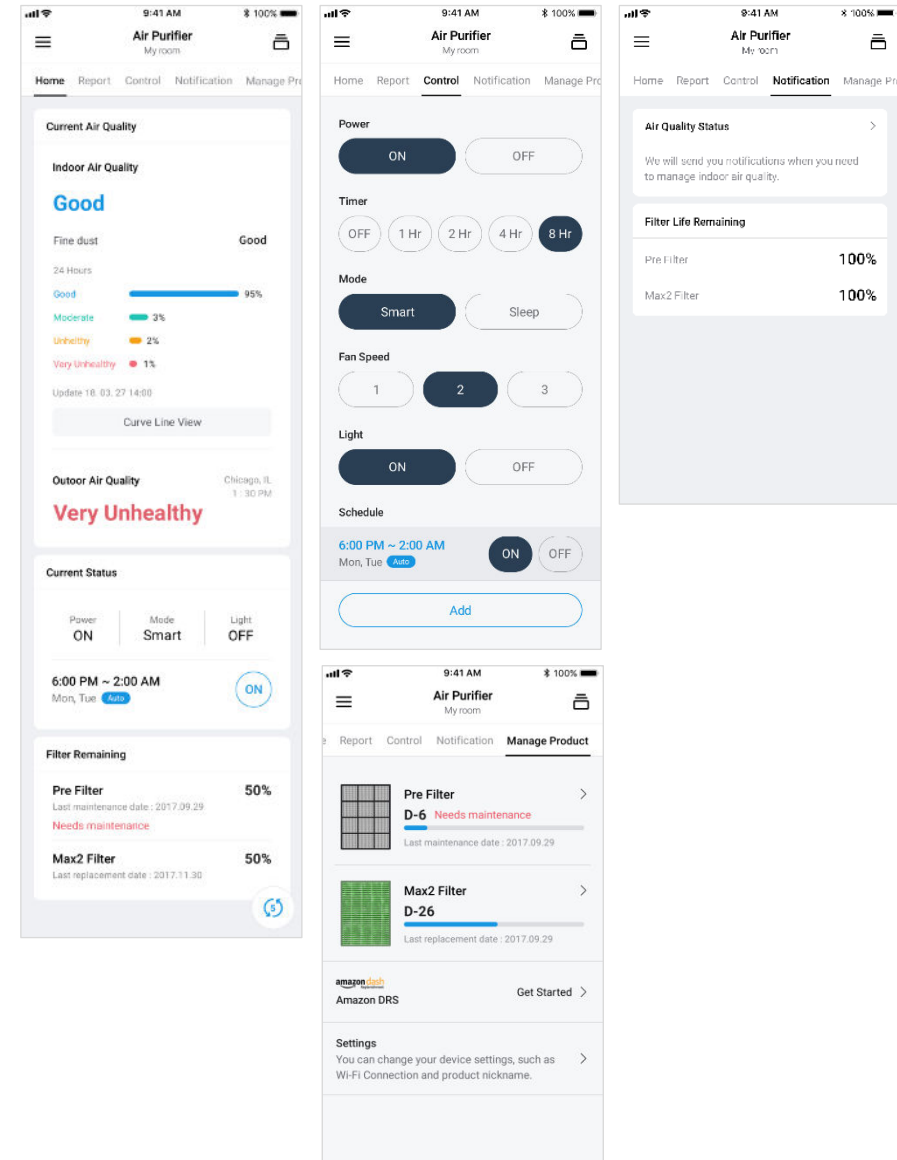 9:41 AM
100%
Air Purifier
My room
Home Report Control Notification Manage Pr
Current Air Quality
Indoor Air Quality
Good
Fine dust Good
24 Hours
Good 95%
Moderate 3%
Unhelthy 2%
Very Unhealthy 1%
Update 18. 03. 27 14:00
Curve Line View
Outoor Air Quality Chicago, IL
1 : 30 PM
Very Unhealthy
Current Status
Power Mode Light
ON Smart OFF
6:00 PM ~ 2:00 AM
Mon, Tue Auto
ON
Filter Remaining
Pre Filter 50%
Last maintenance date : 2017.09.29
Needs maintenance
Max2 Filter 50%
Last replacement date : 2017.11.30
5
9:41 AM
100%
Air Purifier
My room
Home Report Control Notification Manage Prc
Power
ON OFF
Timer
OFF 1 Hr 2 Hr 4 Hr 8 Hr
Mode
Smart Sleep
Fan Speed
1 2 3
Light
ON OFF
Schedule
6:00 PM ~ 2:00 AM
Mon, Tue Auto
ON OFF
Add
9:41 AM
100%
Air Purifier
My room
Home Report Control Notification Manage Pr
Air Quality Status
We will send you notifications when you need
to manage indoor air quality.
Filter Life Remaining
Pre Filter 100%
Max2 Filter 100%
9:41 AM
100%
Air Purifier
My room
e Report Control Notification Manage Product
Pre Filter
D-6 Needs maintenance
Last maintenance date : 2017.09.29
Max2 Filter
D-26
Last replacement date : 2017.09.29
amazon dash
Amazon DRS Get Started
Settings
You can change your device settings, such as
Wi-Fi Connection and product nickname.